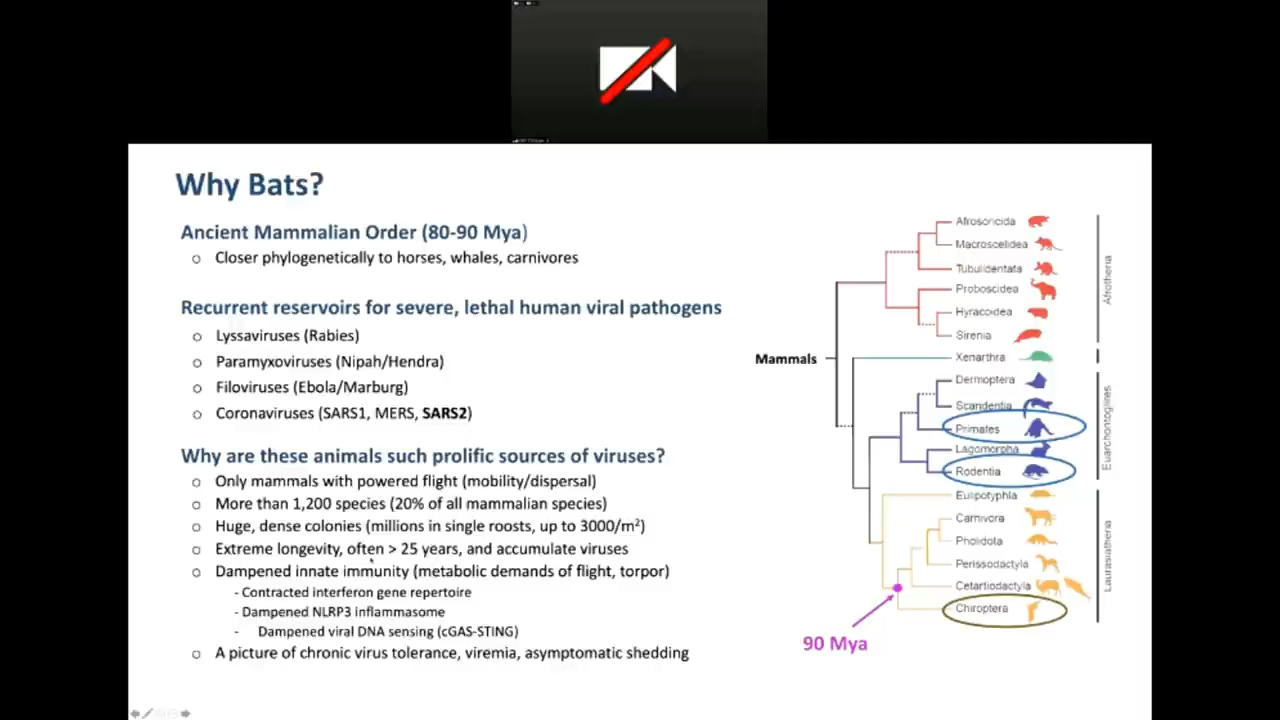 Why Bats?
Ancient Mammalian Order (80-90 Mya)
o Closer phylogenetically to horses, whales, carnivores
Recurrent reservoirs for severe, lethal human viral pathogens
o Lyssaviruses (Rabies)
o Paramyxoviruses (Nipah/Hendra)
o Filoviruses (Ebola/Marburg)
o Coronaviruses (SARS1, MERS, SARS2)
Why are these animals such prolific sources of viruses?
o Only mammals with powered flight (mobility/dispersal)
o More than 1,200 species (20% of all mammalian species)
o Huge, dense colonies (millions in single roosts, up to 3000/m²)
o Extreme longevity, often > 25 years, and accumulate viruses
o Dampened innate immunity (metabolic demands of flight, torpor)
- Contracted interferon gene repertoire
- Dampened NLRP3 inflammasome
- Dampened viral DNA sensing (cGAS-STING)
o A picture of chronic virus tolerance, viremia, asymptomatic shedding
Mammals
Afrosoricida
Macroscelidea
Tubulidentata
Proboscidea
Hyracoidea
Sirenia
Xenarthra
Dermoptera
Scandentia
Primates
Lagomorpha
Rodentia
Eulipotyphla
Carnivora
Pholidota
Perissodactyla
Cetartiodactyla
Chiroptera
Afrotheria
Euarchontoglires
Laurasiatheria
90 Mya